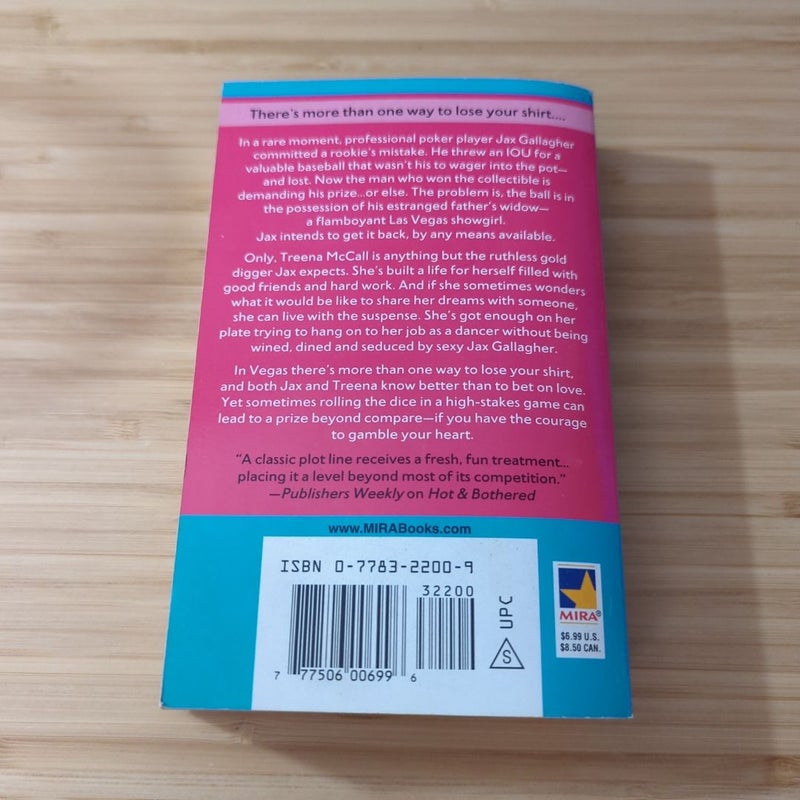 There's more than one way to lose your shirt....
In a rare moment, professional poker player Jax Gallagher
committed a rookie's mistake. He threw an IOU for a
valuable baseball that wasn't his to wager into the pot—
and lost. Now the man who won the collectible is
demanding his prize...or else. The problem is, the ball is in
the possession of his estranged father's widow—
a flamboyant Las Vegas showgirl.
Jax intends to get it back, by any means available.
Only, Treena McCall is anything but the ruthless gold
digger Jax expects. She's built a life for herself filled with
good friends and hard work. And if she sometimes wonders
what it would be like to share her dreams with someone,
she can live with the suspense. She's got enough on her
plate trying to hang on to her job as a dancer without being
wined, dined and seduced by sexy Jax Gallagher.
In Vegas there's more than one way to lose your shirt,
and both Jax and Treena know better than to bet on love.
Yet sometimes rolling the dice in a high-stakes game can
lead to a prize beyond compare—if you have the courage
to gamble your heart.
"A classic plot line receives a fresh, fun treatment...
placing it a level beyond most of its competition."
—Publishers Weekly on Hot & Bothered
www.MIRABooks.com
ISBN 0-7783-2200-9
32200
UPC
S
7 77506 00699 6
MIRA®
$6.99 U.S.
$8.50 CAN.